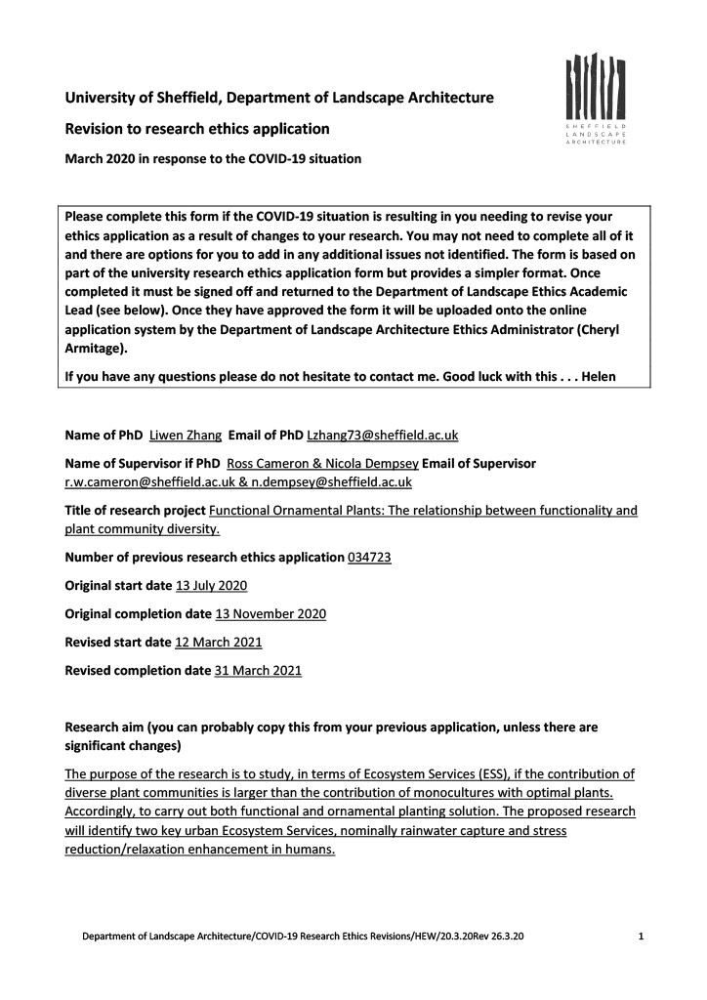 SHEFFIELD
LANDSCAPE
ARCHITECTURE
University of Sheffield, Department of Landscape Architecture
Revision to research ethics application
March 2020 in response to the COVID-19 situation
Please complete this form if the COVID-19 situation is resulting in you needing to revise your
ethics application as a result of changes to your research. You may not need to complete all of it
and there are options for you to add in any additional issues not identified. The form is based on
part of the university research ethics application form but provides a simpler format. Once
completed it must be signed off and returned to the Department of Landscape Ethics Academic
Lead (see below). Once they have approved the form it will be uploaded onto the online
application system by the Department of Landscape Architecture Ethics Administrator (Cheryl
Armitage).
If you have any questions please do not hesitate to contact me. Good luck with this . . . Helen
Name of PhD Liwen Zhang Email of PhD Lzhang73@sheffield.ac.uk
Name of Supervisor if PhD Ross Cameron & Nicola Dempsey Email of Supervisor
r.w.cameron@sheffield.ac.uk & n.dempsey@sheffield.ac.uk
Title of research project Functional Ornamental Plants: The relationship between functionality and
plant community diversity.
Number of previous research ethics application 034723
Original start date 13 July 2020
Original completion date 13 November 2020
Revised start date 12 March 2021
Revised completion date 31 March 2021
Research aim (you can probably copy this from your previous application, unless there are
significant changes)
The purpose of the research is to study, in terms of Ecosystem Services (ESS), if the contribution of
diverse plant communities is larger than the contribution of monocultures with optimal plants.
Accordingly, to carry out both functional and ornamental planting solution. The proposed research
will identify two key urban Ecosystem Services, nominally rainwater capture and stress
reduction/relaxation enhancement in humans.
Department of Landscape Architecture/COVID-19 Research Ethics Revisions/HEW/20.3.20Rev 26.3.20 1